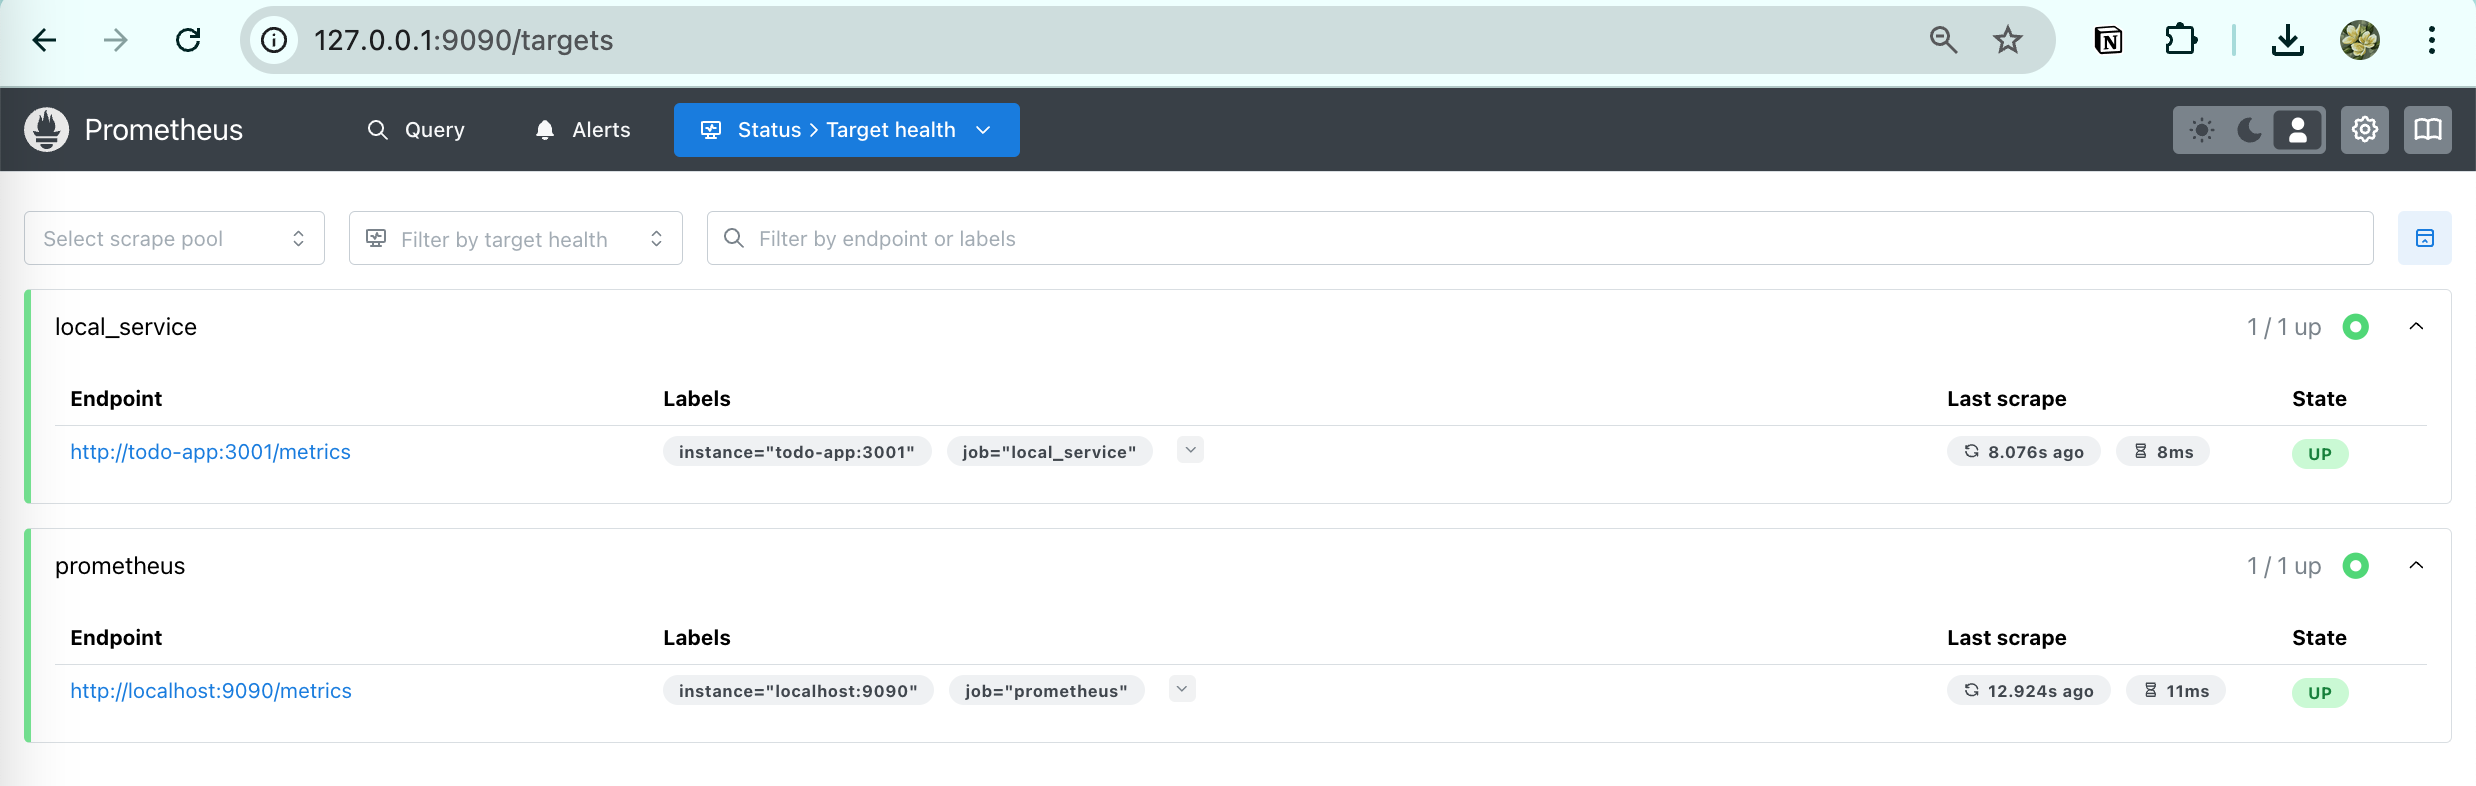 127.0.0.1:9090/targets
Prometheus Query Alerts Status > Target health
Select scrape pool Filter by target health Filter by endpoint or labels
local_service 1 / 1 up
Endpoint Labels Last scrape State
http://todo-app:3001/metrics instance="todo-app:3001" job="local_service" 8.076s ago 8ms UP
prometheus 1 / 1 up
Endpoint Labels Last scrape State
http://localhost:9090/metrics instance="localhost:9090" job="prometheus" 12.924s ago 11ms UP